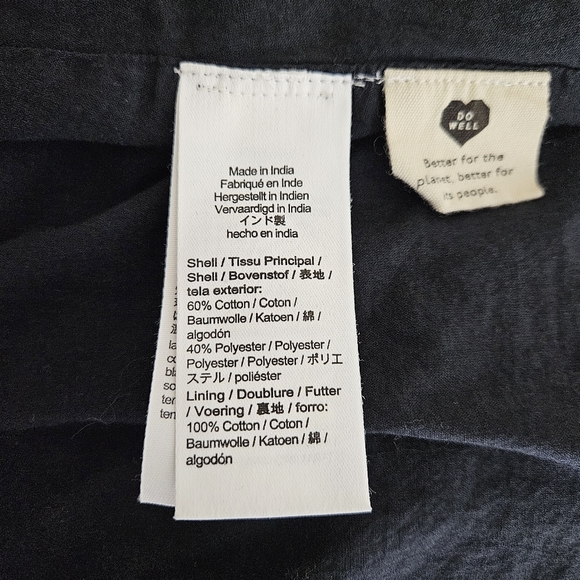 Made in India
Fabriqué en Inde
Hergestellt in Indien
Vervaardigd in India
インド製
hecho en india
Shell / Tissu Principal /
Shell / Bovenstof / 表地 /
tela exterior:
60% Cotton / Coton /
Baumwolle / Katoen / 綿 /
algodón
40% Polyester / Polyester /
Polyester / Polyester / ポリエ
ステル / poliéster
Lining / Doublure / Futter
/ Voering / 裏地 / forro:
100% Cotton / Coton /
Baumwolle / Katoen / 綿 /
algodón
DO
WELL
Better for the
planet, better for
its people.